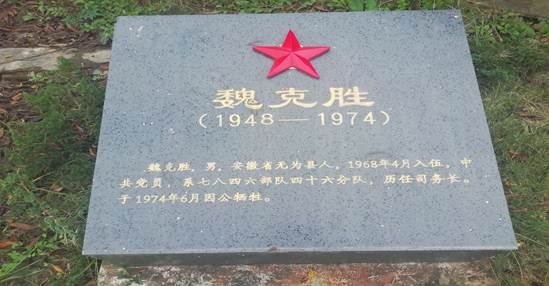 魏克胜
（1948—1974）
魏克胜，男，安徽省无为县人，1968年4月入伍，中
共党员，系七八四六部队四十六分队，历任司务长。
于1974年6月因公牺牲。